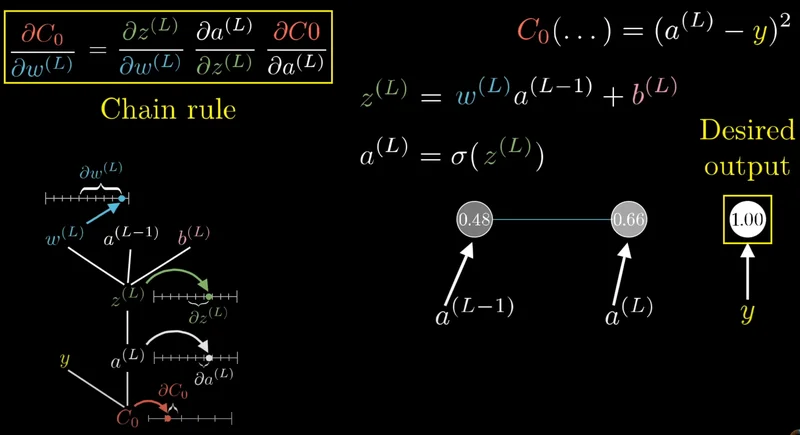 ∂C₀/∂w⁽ᴸ⁾ = ∂z⁽ᴸ⁾/∂w⁽ᴸ⁾ ∂a⁽ᴸ⁾/∂z⁽ᴸ⁾ ∂C0/∂a⁽ᴸ⁾
Chain rule
C₀(...) = (a⁽ᴸ⁾ − y)²
z⁽ᴸ⁾ = w⁽ᴸ⁾a⁽ᴸ⁻¹⁾ + b⁽ᴸ⁾
a⁽ᴸ⁾ = σ(z⁽ᴸ⁾)
Desired
output
∂w⁽ᴸ⁾
w⁽ᴸ⁾ a⁽ᴸ⁻¹⁾ b⁽ᴸ⁾
z⁽ᴸ⁾
∂z⁽ᴸ⁾
y a⁽ᴸ⁾
∂a⁽ᴸ⁾
∂C₀
C₀
0.48 0.66 1.00
a⁽ᴸ⁻¹⁾ a⁽ᴸ⁾ y